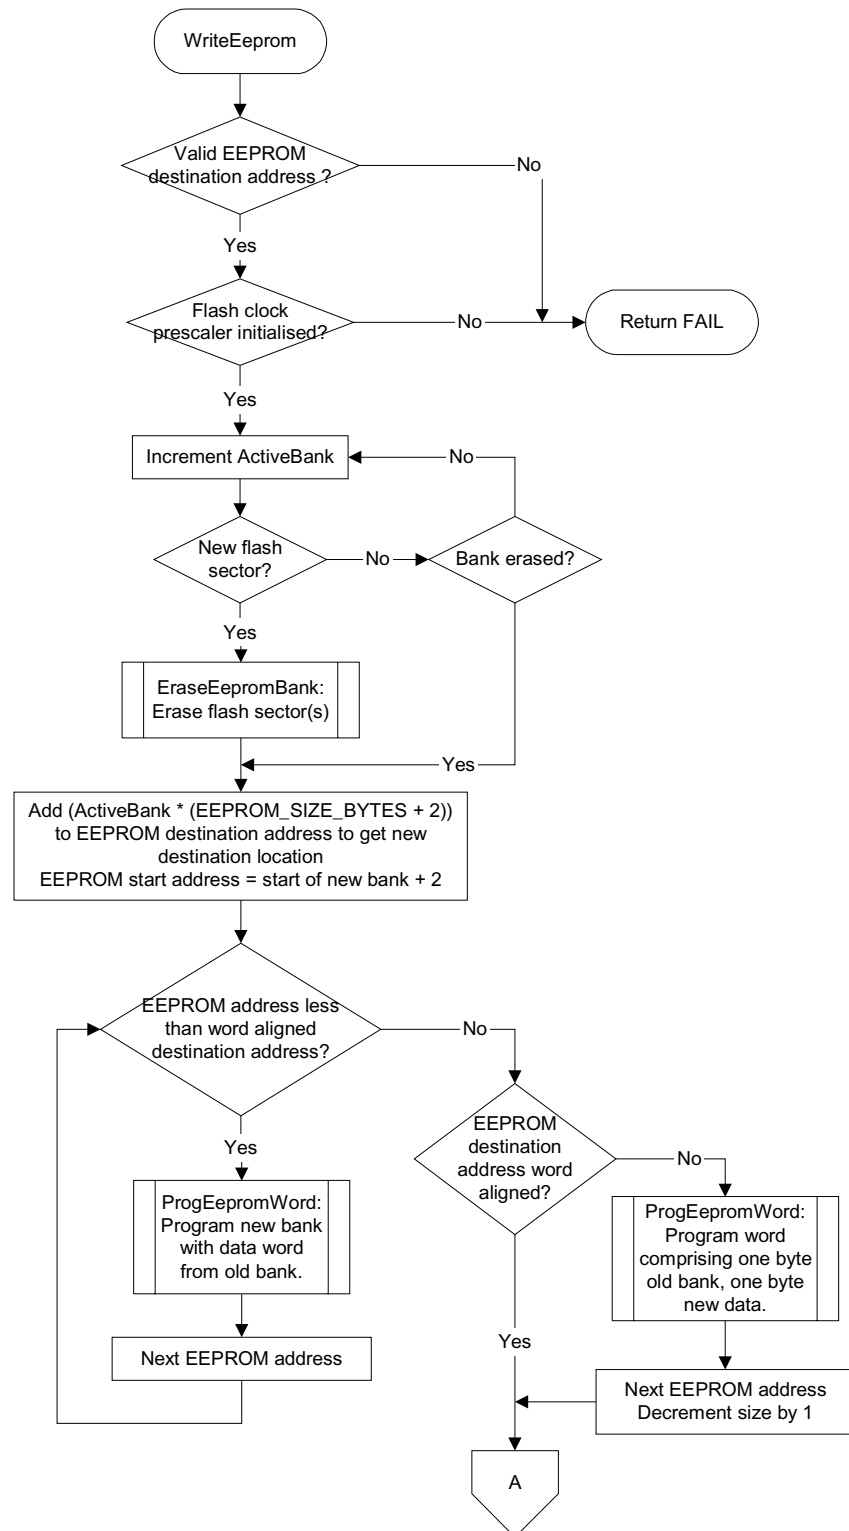 WriteEeprom
Valid EEPROM
destination address ?
No
Yes
Flash clock
prescaler initialised?
No
Return FAIL
Yes
Increment ActiveBank
No
New flash
sector?
No
Bank erased?
Yes
EraseEepromBank:
Erase flash sector(s)
Yes
Add (ActiveBank * (EEPROM_SIZE_BYTES + 2))
to EEPROM destination address to get new
destination location
EEPROM start address = start of new bank + 2
EEPROM address less
than word aligned
destination address?
No
Yes
EEPROM
destination
address word
aligned?
No
ProgEepromWord:
Program new bank
with data word
from old bank.
ProgEepromWord:
Program word
comprising one byte
old bank, one byte
new data.
Next EEPROM address
Yes
Next EEPROM address
Decrement size by 1
A